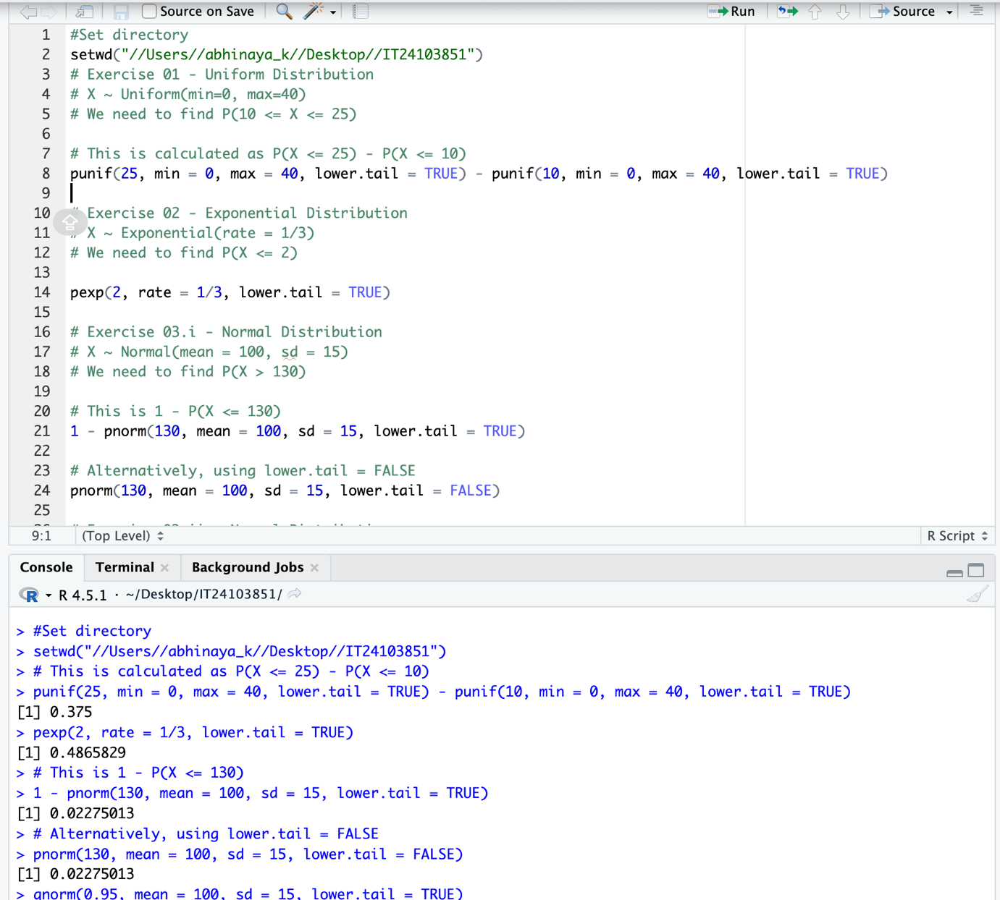 Source on Save
Run
Source
1 #Set directory
2 setwd("//Users//abhinaya_k//Desktop//IT24103851")
3 # Exercise 01 - Uniform Distribution
4 # X ~ Uniform(min=0, max=40)
5 # We need to find P(10 <= X <= 25)
6
7 # This is calculated as P(X <= 25) - P(X <= 10)
8 punif(25, min = 0, max = 40, lower.tail = TRUE) - punif(10, min = 0, max = 40, lower.tail = TRUE)
9
10 # Exercise 02 - Exponential Distribution
11 # X ~ Exponential(rate = 1/3)
12 # We need to find P(X <= 2)
13
14 pexp(2, rate = 1/3, lower.tail = TRUE)
15
16 # Exercise 03.i - Normal Distribution
17 # X ~ Normal(mean = 100, sd = 15)
18 # We need to find P(X > 130)
19
20 # This is 1 - P(X <= 130)
21 1 - pnorm(130, mean = 100, sd = 15, lower.tail = TRUE)
22
23 # Alternatively, using lower.tail = FALSE
24 pnorm(130, mean = 100, sd = 15, lower.tail = FALSE)
25
9:1 (Top Level) R Script
Console Terminal Background Jobs
R 4.5.1 · ~/Desktop/IT24103851/
> #Set directory
> setwd("//Users//abhinaya_k//Desktop//IT24103851")
> # This is calculated as P(X <= 25) - P(X <= 10)
> punif(25, min = 0, max = 40, lower.tail = TRUE) - punif(10, min = 0, max = 40, lower.tail = TRUE)
[1] 0.375
> pexp(2, rate = 1/3, lower.tail = TRUE)
[1] 0.4865829
> # This is 1 - P(X <= 130)
> 1 - pnorm(130, mean = 100, sd = 15, lower.tail = TRUE)
[1] 0.02275013
> # Alternatively, using lower.tail = FALSE
> pnorm(130, mean = 100, sd = 15, lower.tail = FALSE)
[1] 0.02275013
> qnorm(0.95, mean = 100, sd = 15, lower.tail = TRUE)